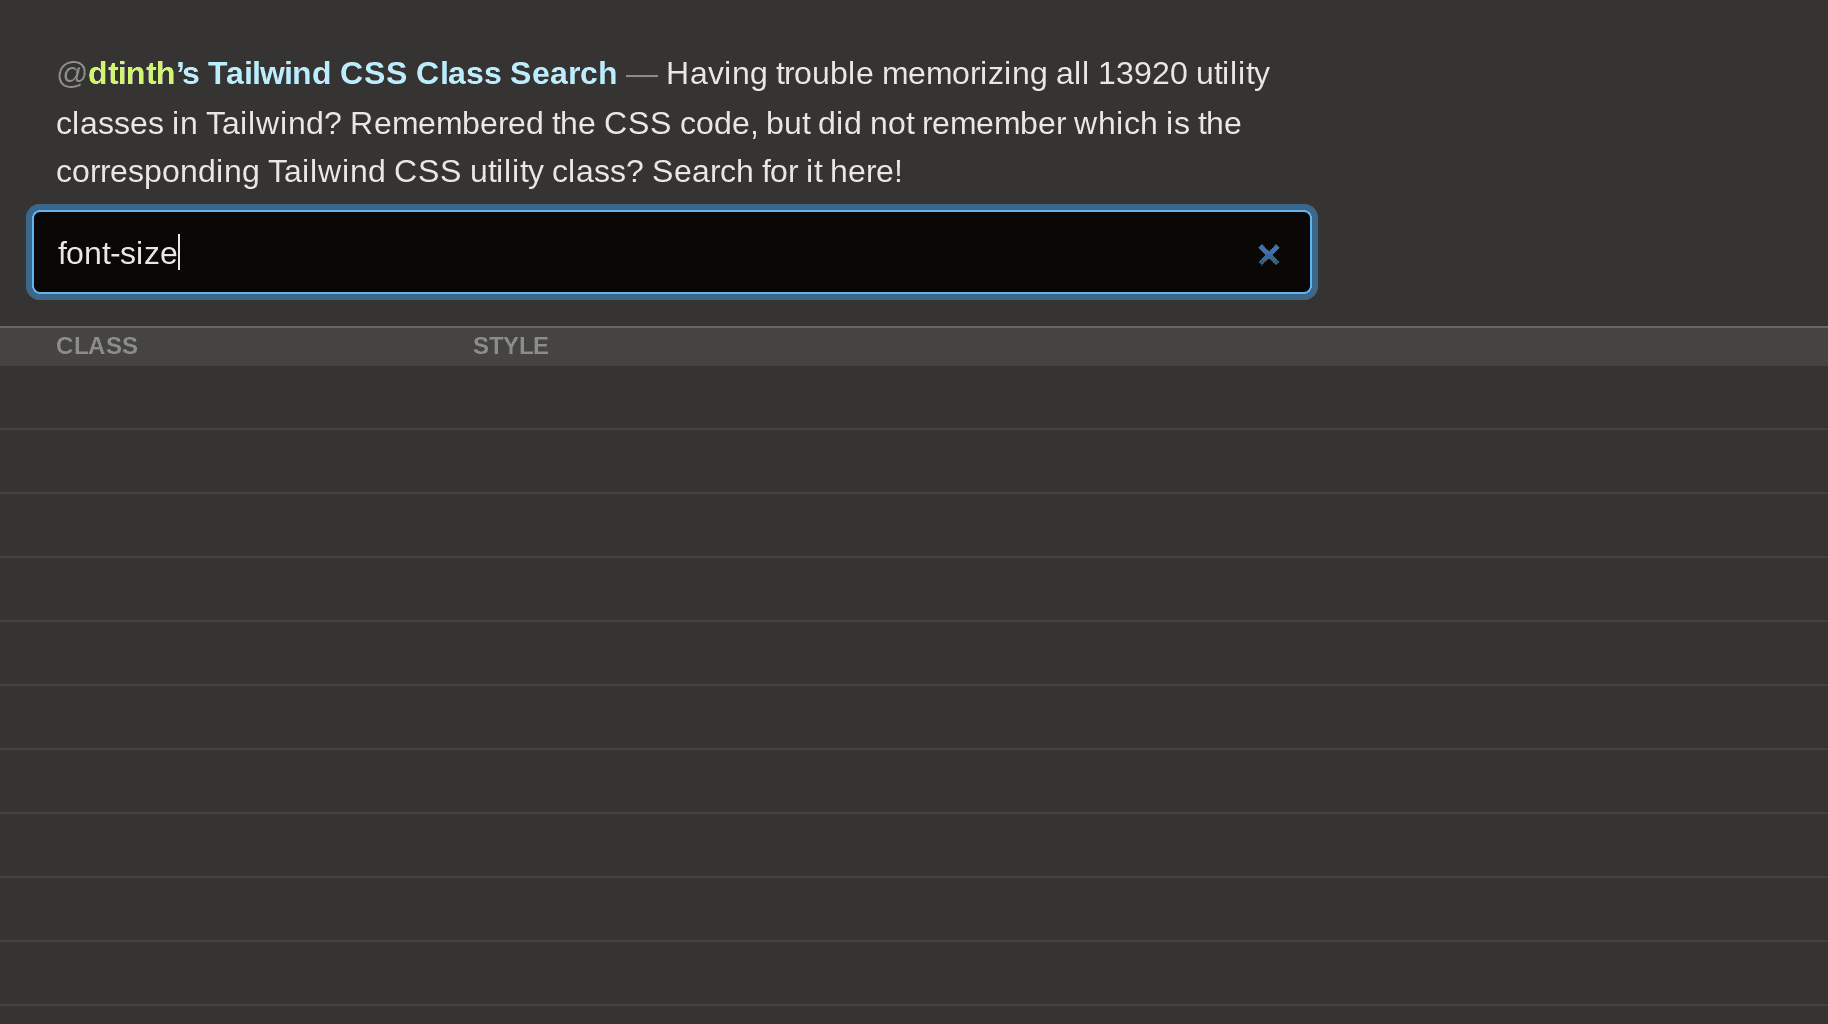 @dtinth’s Tailwind CSS Class Search — Having trouble memorizing all 13920 utility
classes in Tailwind? Remembered the CSS code, but did not remember which is the
corresponding Tailwind CSS utility class? Search for it here!
font-size
CLASS STYLE